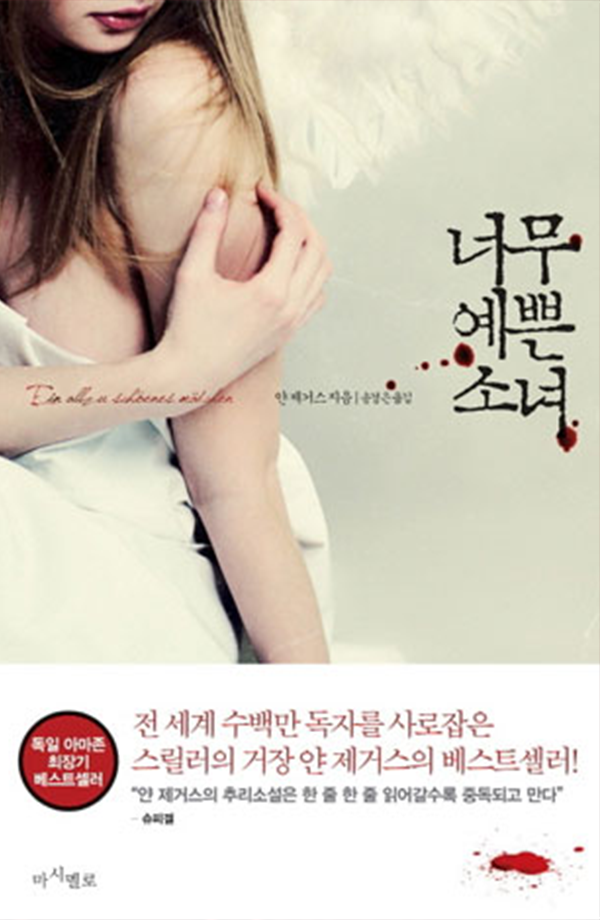 너무
예쁜
소녀
Ein allzu schoenes mädchen
얀 제거스 지음 | 송경은 옮김
독일 아마존
최장기
베스트셀러
전 세계 수백만 독자를 사로잡은
스릴러의 거장 얀 제거스의 베스트셀러!
“얀 제거스의 추리소설은 한 줄 한 줄 읽어갈수록 중독되고 만다”
- 슈피겔
마시멜로